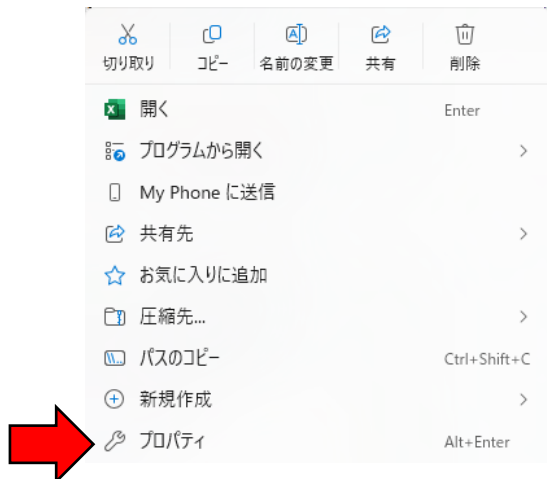 切り取り コピー 名前の変更 共有 削除
開く Enter
プログラムから開く
My Phone に送信
共有先
お気に入りに追加
圧縮先...
パスのコピー Ctrl+Shift+C
新規作成
プロパティ Alt+Enter